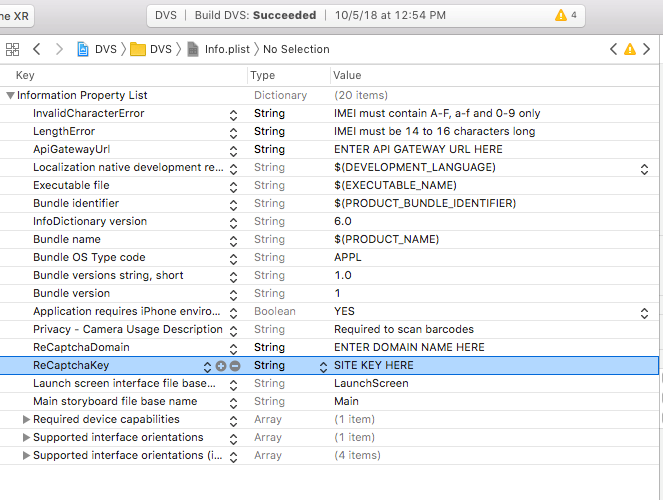 ne XR DVS Build DVS: Succeeded 10/5/18 at 12:54 PM 4
DVS DVS Info.plist No Selection
Key Type Value
Information Property List Dictionary (20 items)
InvalidCharacterError String IMEI must contain A-F, a-f and 0-9 only
LengthError String IMEI must be 14 to 16 characters long
ApiGatewayUrl String ENTER API GATEWAY URL HERE
Localization native development re... String $(DEVELOPMENT_LANGUAGE)
Executable file String $(EXECUTABLE_NAME)
Bundle identifier String $(PRODUCT_BUNDLE_IDENTIFIER)
InfoDictionary version String 6.0
Bundle name String $(PRODUCT_NAME)
Bundle OS Type code String APPL
Bundle versions string, short String 1.0
Bundle version String 1
Application requires iPhone enviro... Boolean YES
Privacy - Camera Usage Description String Required to scan barcodes
ReCaptchaDomain String ENTER DOMAIN NAME HERE
ReCaptchaKey String SITE KEY HERE
Launch screen interface file base... String LaunchScreen
Main storyboard file base name String Main
Required device capabilities Array (1 item)
Supported interface orientations Array (1 item)
Supported interface orientations (i... Array (4 items)